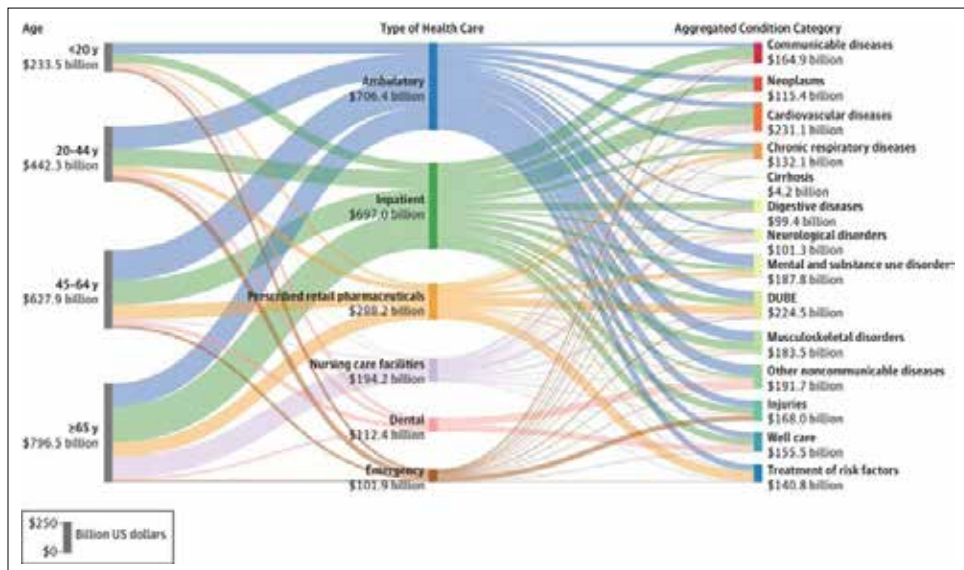 Age
Type of Health Care
Aggregated Condition Category
<20 y
$233.5 billion
20-44 y
$442.3 billion
45-64 y
$627.9 billion
≥65 y
$796.5 billion
Ambulatory
$706.4 billion
Inpatient
$697.0 billion
Prescribed retail pharmaceuticals
$288.2 billion
Nursing care facilities
$194.2 billion
Dental
$112.4 billion
Emergency
$101.9 billion
Communicable diseases
$164.9 billion
Neoplasms
$115.4 billion
Cardiovascular diseases
$231.1 billion
Chronic respiratory diseases
$132.1 billion
Cirrhosis
$4.2 billion
Digestive diseases
$99.4 billion
Neurological disorders
$101.3 billion
Mental and substance use disorders
$187.8 billion
DUBE
$224.5 billion
Musculoskeletal disorders
$183.5 billion
Other noncommunicable diseases
$191.7 billion
Injuries
$168.0 billion
Well care
$155.5 billion
Treatment of risk factors
$140.8 billion
$250
Billion US dollars
$0